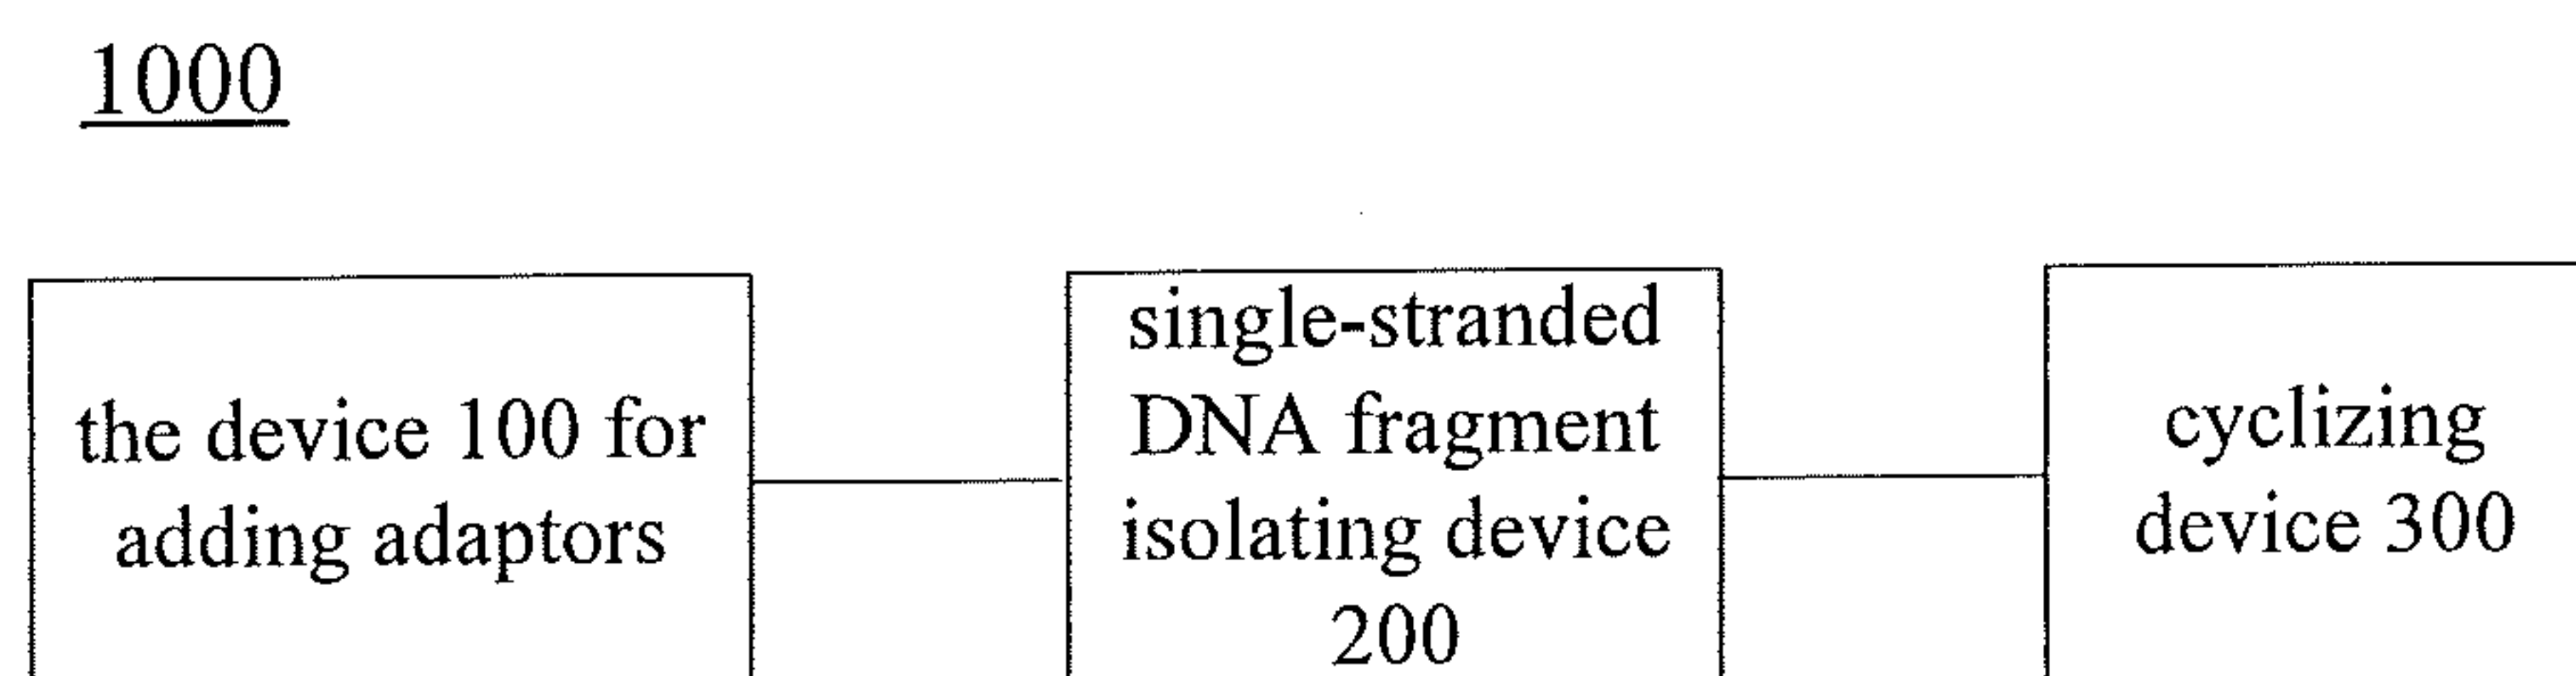 1000
the device 100 for
adding adaptors
single-stranded
DNA fragment
isolating device
200
cyclizing
device 300